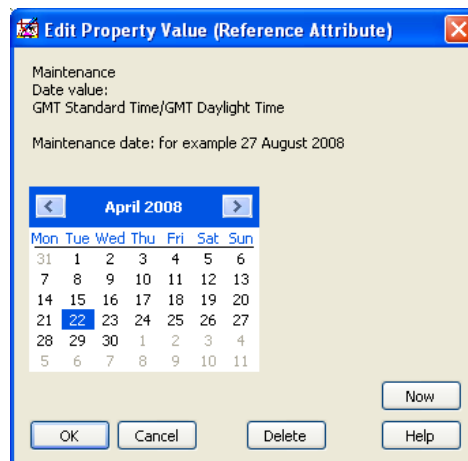 Edit Property Value (Reference Attribute)
Maintenance
Date value:
GMT Standard Time/GMT Daylight Time
Maintenance date: for example 27 August 2008
April 2008
Mon Tue Wed Thu Fri Sat Sun
31 1 2 3 4 5 6
7 8 9 10 11 12 13
14 15 16 17 18 19 20
21 22 23 24 25 26 27
28 29 30 1 2 3 4
5 6 7 8 9 10 11
Now
OK Cancel Delete Help